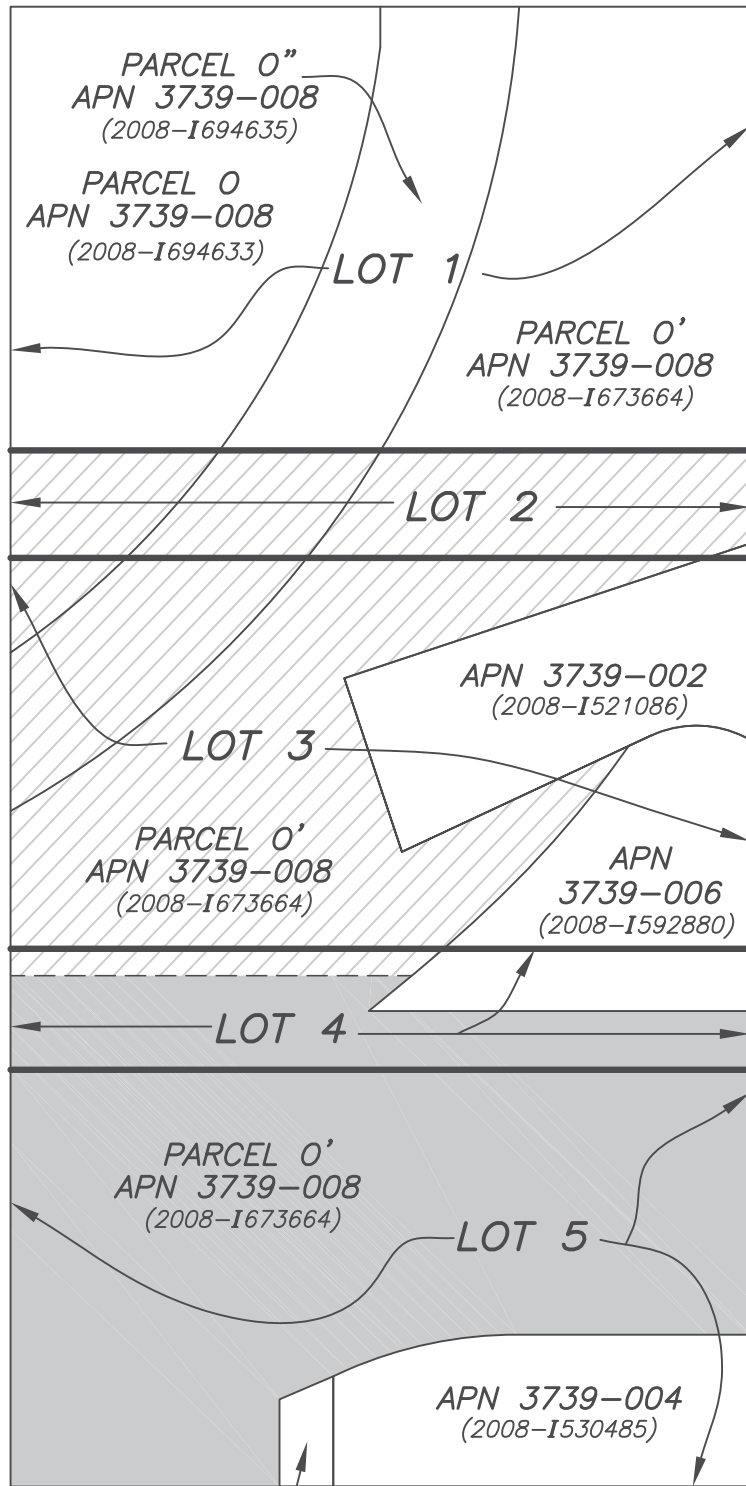 PARCEL O"
APN 3739-008
(2008-I694635)
PARCEL O
APN 3739-008
(2008-I694633)
LOT 1
PARCEL O'
APN 3739-008
(2008-I673664)
LOT 2
APN 3739-002
(2008-I521086)
LOT 3
PARCEL O'
APN 3739-008
(2008-I673664)
APN
3739-006
(2008-I592880)
LOT 4
PARCEL O'
APN 3739-008
(2008-I673664)
LOT 5
APN 3739-004
(2008-I530485)